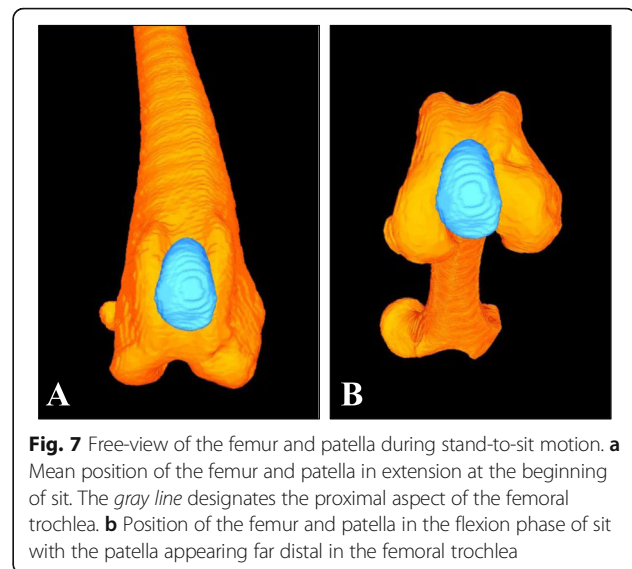 A
B
Fig. 7 Free-view of the femur and patella during stand-to-sit motion. a
Mean position of the femur and patella in extension at the beginning
of sit. The gray line designates the proximal aspect of the femoral
trochlea. b Position of the femur and patella in the flexion phase of sit
with the patella appearing far distal in the femoral trochlea